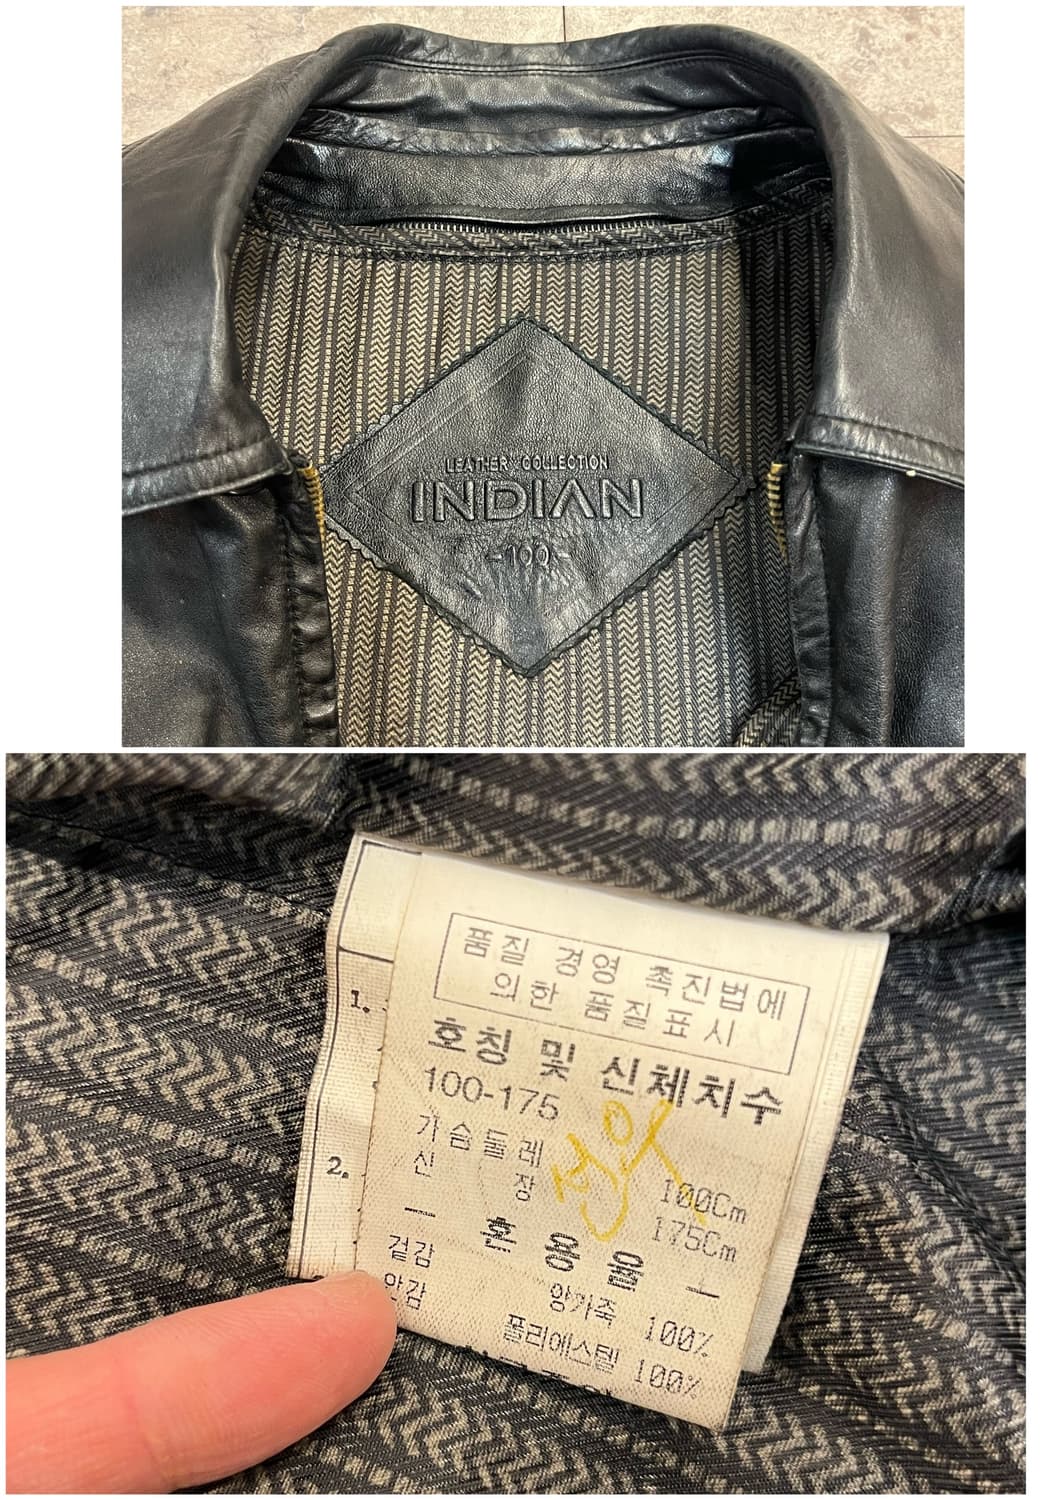 LEATHER COLLECTION
INDIAN
-100-
품질 경영 촉진법에
의한 품질표시
호칭 및 신체치수
100-175
가슴둘레 100Cm
신 장 175Cm
혼 용 율
겉감 양가죽 100%
안감 폴리에스텔 100%
1.
2.